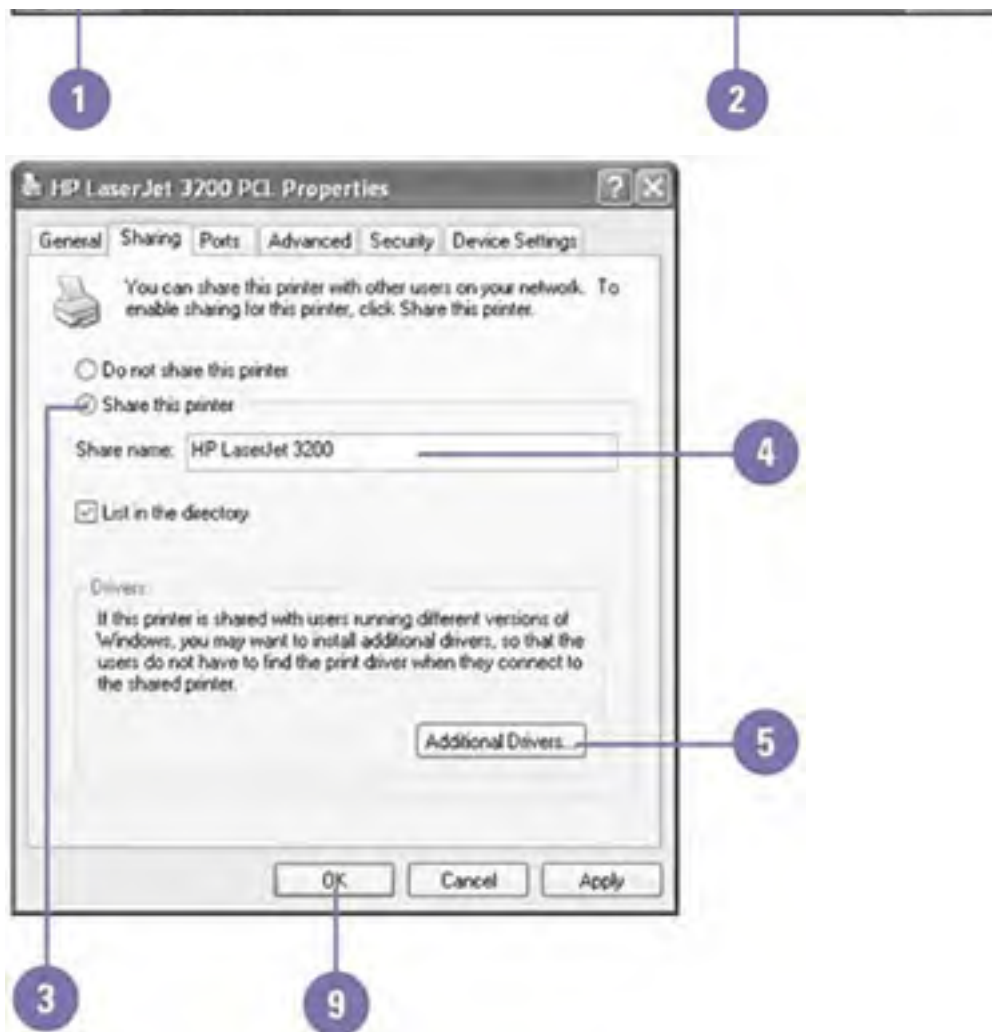 1
2
HP LaserJet 3200 PCL Properties
General Sharing Ports Advanced Security Device Settings
You can share this printer with other users on your network. To
enable sharing for this printer, click Share this printer.
Do not share this printer
Share this printer
Share name: HP LaserJet 3200
4
List in the directory
Drivers
If this printer is shared with users running different versions of
Windows, you may want to install additional drivers, so that the
users do not have to find the print driver when they connect to
the shared printer.
Additional Drivers...
5
OK Cancel Apply
3
9